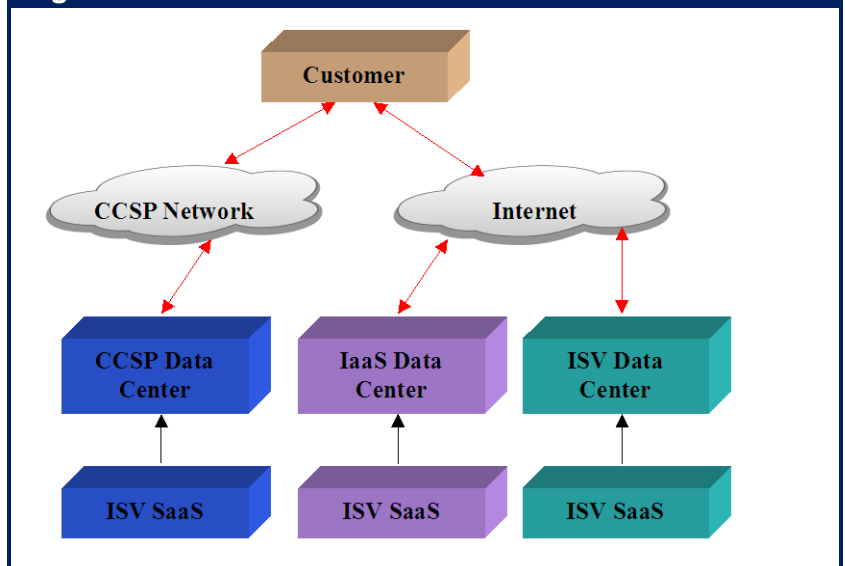 Customer
CCSP Network
Internet
CCSP Data
Center
IaaS Data
Center
ISV Data
Center
ISV SaaS
ISV SaaS
ISV SaaS